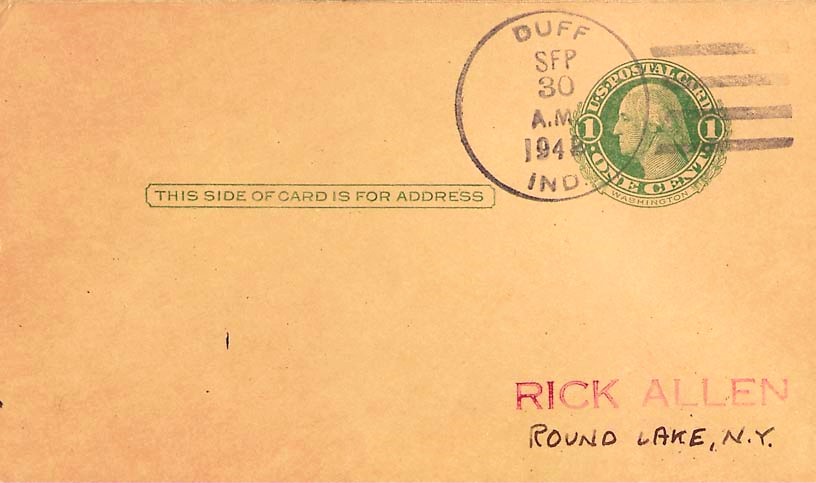 DUFF
SEP
30
A.M.
194
IND.
U.S. POSTAL CARD
1 1
ONE CENT
WASHINGTON
THIS SIDE OF CARD IS FOR ADDRESS
RICK ALLEN
ROUND LAKE, N.Y.